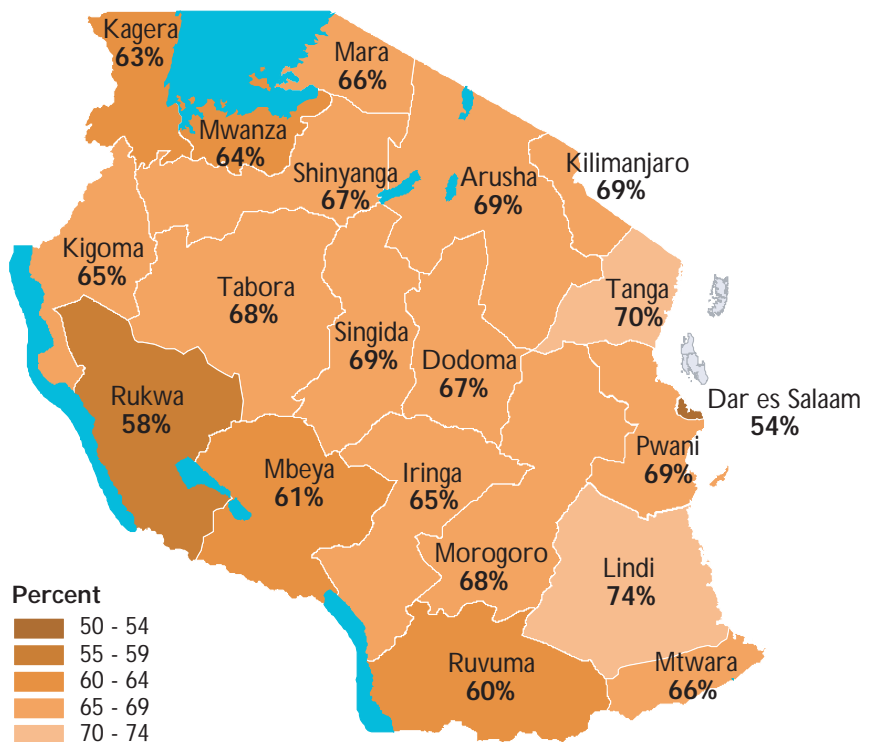 Kagera
63%
Mara
66%
Mwanza
64%
Shinyanga
67%
Arusha
69%
Kilimanjaro
69%
Kigoma
65%
Tabora
68%
Singida
69%
Dodoma
67%
Tanga
70%
Dar es Salaam
54%
Pwani
69%
Rukwa
58%
Mbeya
61%
Iringa
65%
Morogoro
68%
Lindi
74%
Ruvuma
60%
Mtwara
66%
Percent
50 - 54
55 - 59
60 - 64
65 - 69
70 - 74